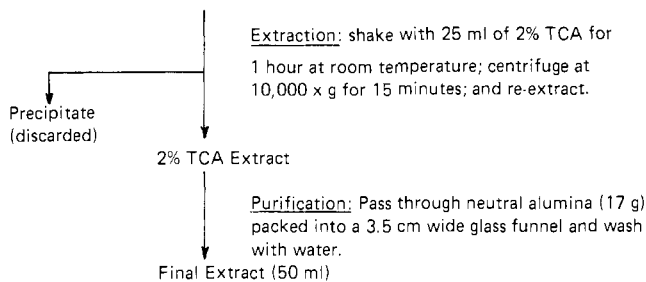 Extraction: shake with 25 ml of 2% TCA for
1 hour at room temperature; centrifuge at
10,000 x g for 15 minutes; and re-extract.
Precipitate
(discarded)
2% TCA Extract
Purification: Pass through neutral alumina (17 g)
packed into a 3.5 cm wide glass funnel and wash
with water.
Final Extract (50 ml)